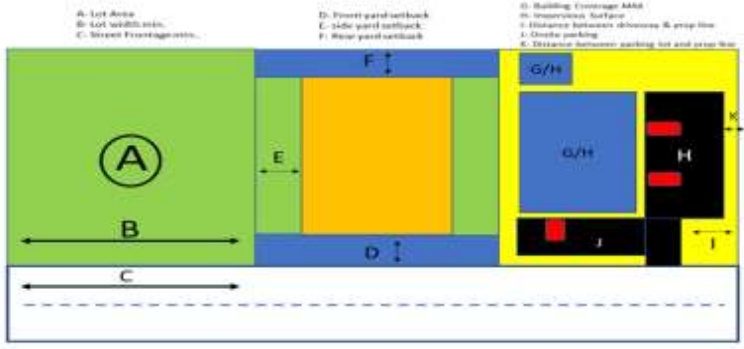 A- Lot Area
B- Lot width min.
C- Street Frontage min.
D- Front yard setback
E- side yard setback
F- Rear yard setback
G- Building Coverage MAX
H- Impervious Surface
I- Distance between driveway & prop line
J- Onsite parking
K- Distance between parking lot and prop line
F
G/H
K
A
E
G/H
H
B
D
J
I
C